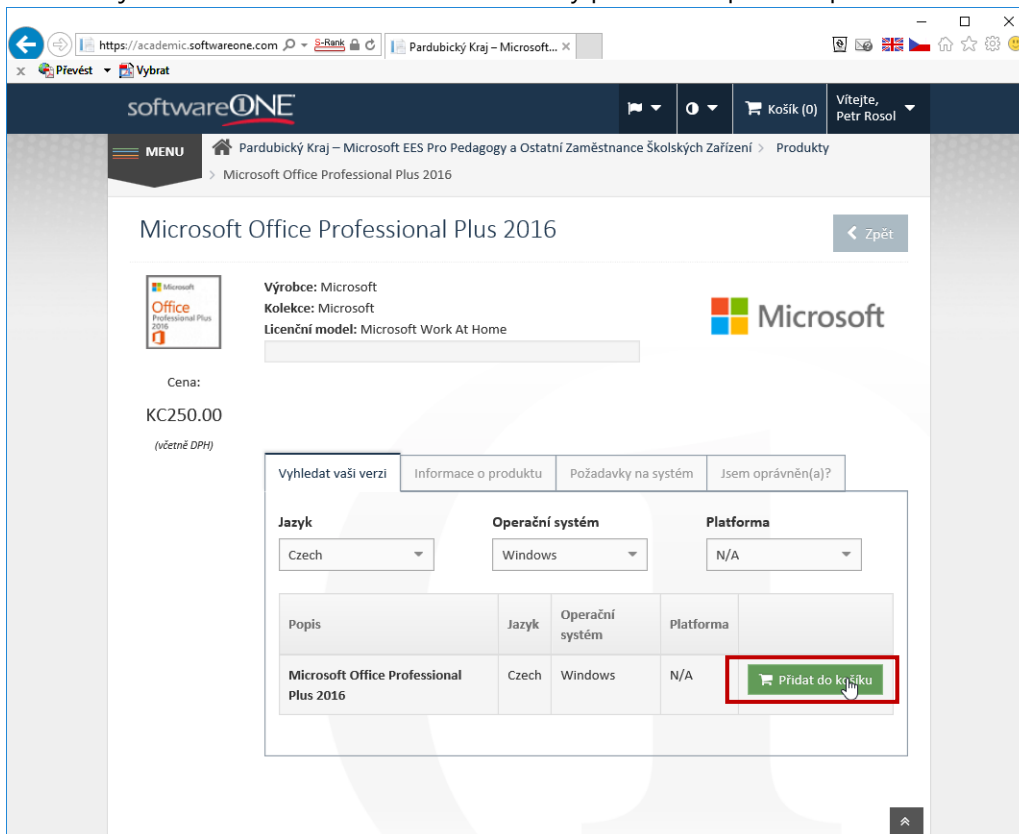 https://academic.softwareone.com
S-Rank
Pardubický Kraj – Microsoft...
Převést
Vybrat
softwareONE
Košík (0)
Vítejte,
Petr Rosol
MENU
Pardubický Kraj – Microsoft EES Pro Pedagogy a Ostatní Zaměstnance Školských Zařízení > Produkty
> Microsoft Office Professional Plus 2016
Microsoft Office Professional Plus 2016
Zpět
Microsoft
Office
Professional Plus
2016
Výrobce: Microsoft
Kolekce: Microsoft
Licenční model: Microsoft Work At Home
Microsoft
Cena:
KC250.00
(včetně DPH)
Vyhledat vaši verzi
Informace o produktu
Požadavky na systém
Jsem oprávněn(a)?
Jazyk
Operační systém
Platforma
Czech
Windows
N/A
Popis
Jazyk
Operační
systém
Platforma
Microsoft Office Professional
Plus 2016
Czech
Windows
N/A
Přidat do košíku